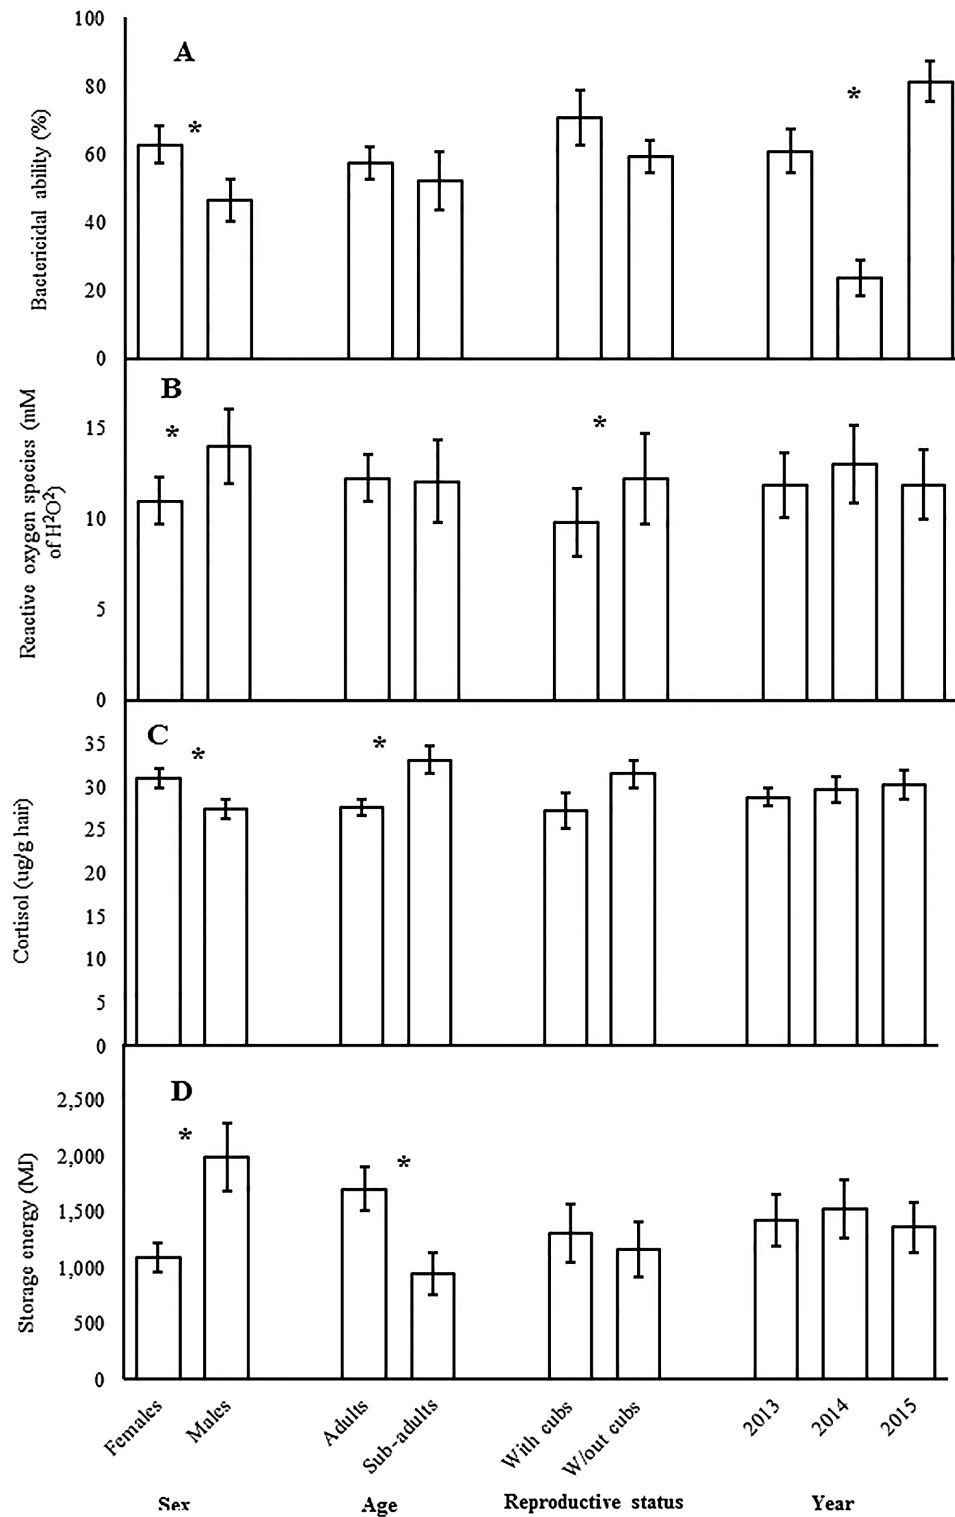 A
Bactericidal ability (%)
100
80
60
40
20
0
*
*
B
Reactive oxygen species (mM
of H²O²)
15
10
5
0
*
*
C
Cortisol (ug/g hair)
35
30
25
20
15
10
5
0
*
*
D
Storage energy (MJ)
2,500
2,000
1,500
1,000
500
0
*
*
Females
Males
Adults
Sub-adults
With cubs
W/out cubs
2013
2014
2015
Sex
Age
Reproductive status
Year